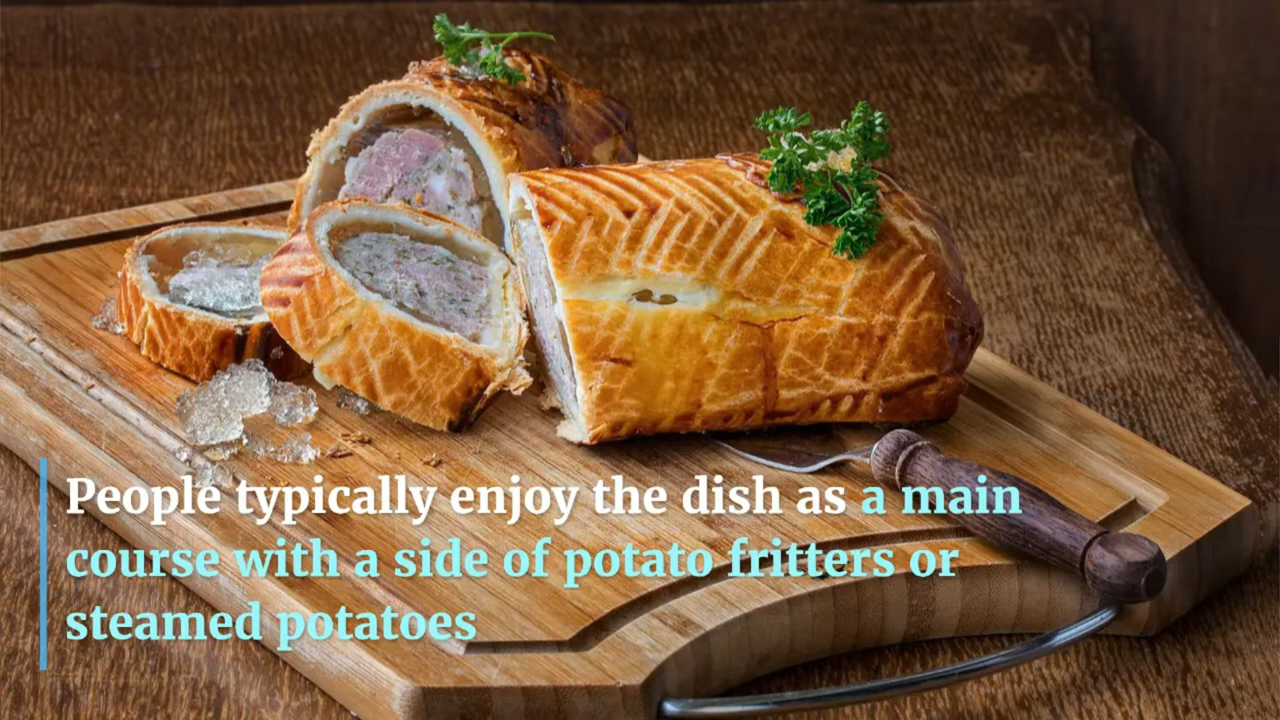 People typically enjoy the dish as a main
course with a side of potato fritters or
steamed potatoes